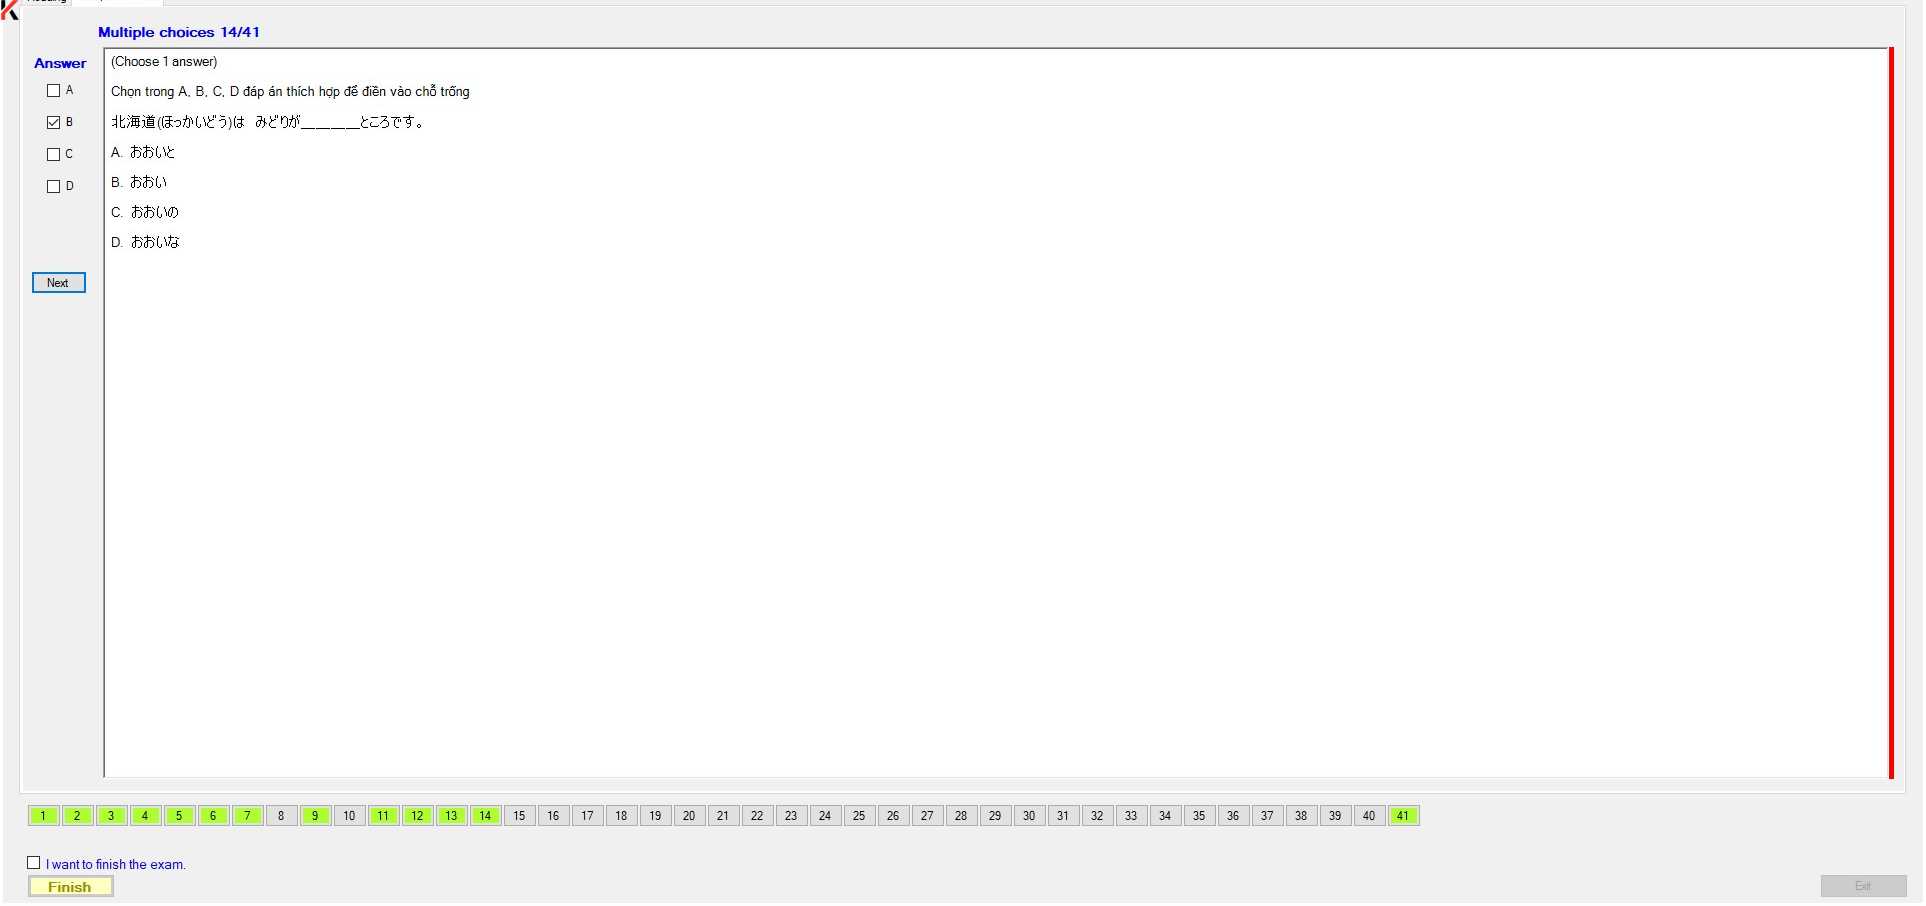 Multiple choices 14/41
Answer
(Choose 1 answer)
A
Chọn trong A, B, C, D đáp án thích hợp để điền vào chỗ trống
B
北海道(ほっかいどう)は　みどりが________ところです。
C
A. おおいと
D
B. おおい
C. おおいの
D. おおいな
Next
1 2 3 4 5 6 7 8 9 10 11 12 13 14 15 16 17 18 19 20 21 22 23 24 25 26 27 28 29 30 31 32 33 34 35 36 37 38 39 40 41
I want to finish the exam.
Finish
Exit